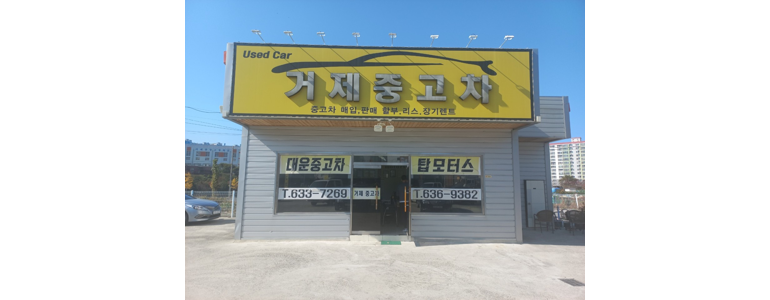 Used Car
거제중고차
중고차 매입,판매 할부,리스,장기렌트
대운중고차
탑모터스
T.633-7269
거제 중고차
T.636-9382